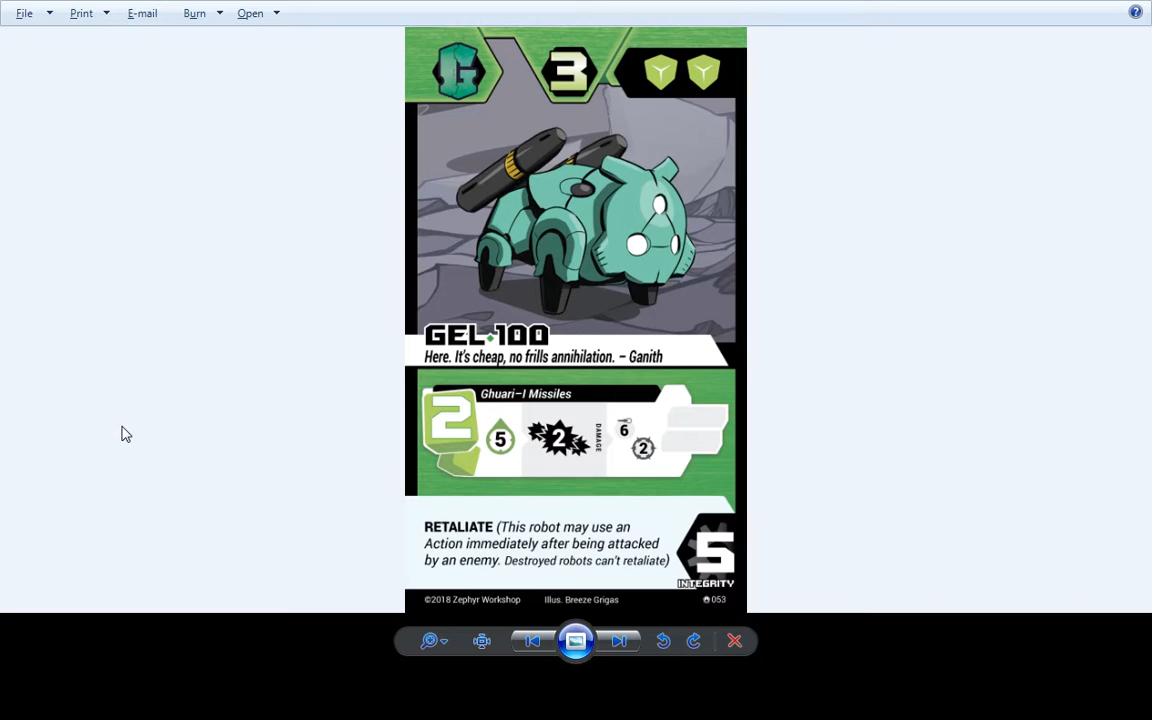 File Print E-mail Burn Open
G 3
GEL·100
Here. It's cheap, no frills annihilation. – Ganith
Ghuari–I Missiles
2 5 2 DAMAGE 6 2
RETALIATE (This robot may use an
Action immediately after being attacked
by an enemy. Destroyed robots can't retaliate)
5
INTEGRITY
©2018 Zephyr Workshop Illus. Breeze Grigas 053